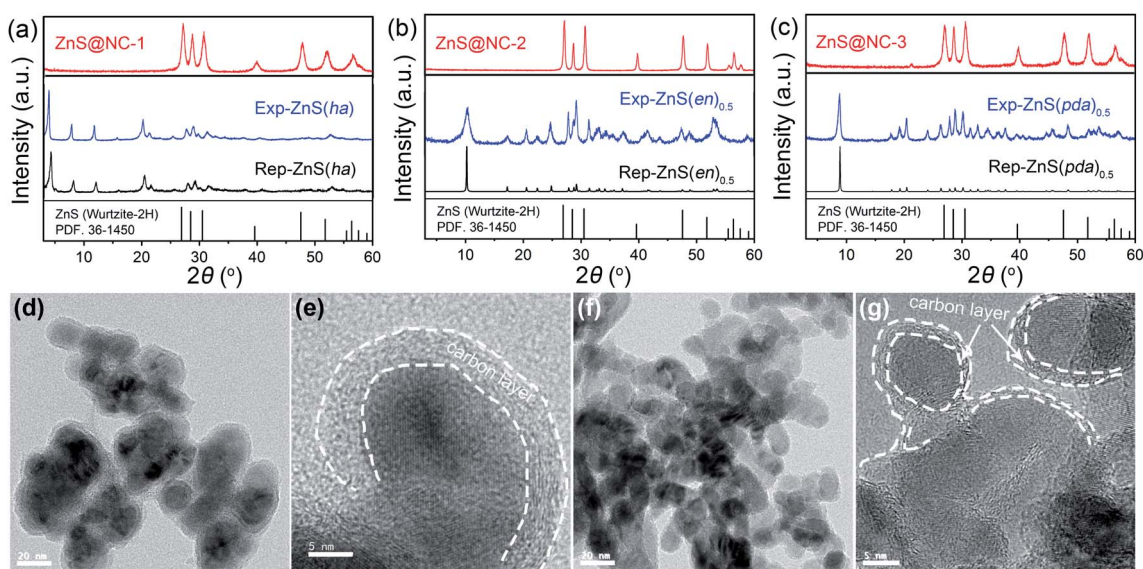 (a)
ZnS@NC-1
Exp-ZnS(ha)
Rep-ZnS(ha)
ZnS (Wurtzite-2H)
PDF. 36-1450
Intensity (a.u.)
10 20 30 40 50 60
2θ (°)
(b)
ZnS@NC-2
Exp-ZnS(en)0.5
Rep-ZnS(en)0.5
ZnS (Wurtzite-2H)
PDF. 36-1450
Intensity (a.u.)
10 20 30 40 50 60
2θ (°)
(c)
ZnS@NC-3
Exp-ZnS(pda)0.5
Rep-ZnS(pda)0.5
ZnS (Wurtzite-2H)
PDF. 36-1450
Intensity (a.u.)
10 20 30 40 50 60
2θ (°)
(d)
20 nm
(e)
carbon layer
5 nm
(f)
20 nm
(g)
carbon layer
5 nm